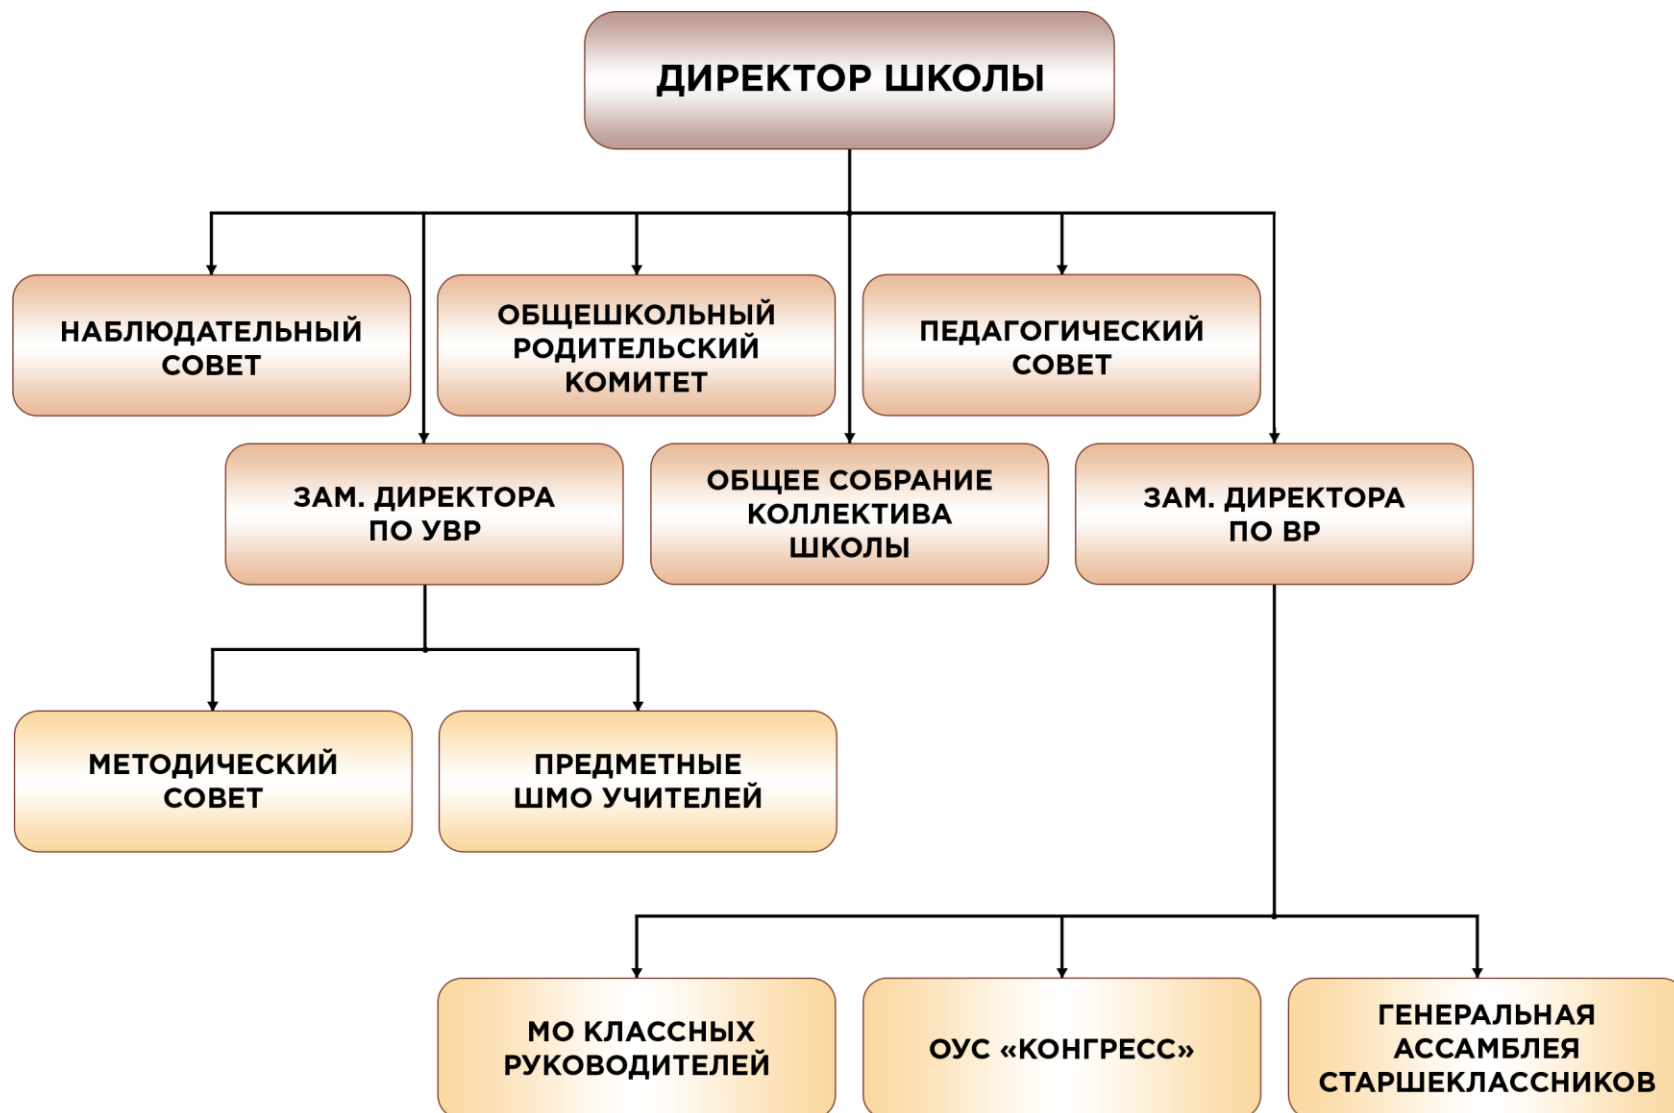 ДИРЕКТОР ШКОЛЫ
НАБЛЮДАТЕЛЬНЫЙ
СОВЕТ
ОБЩЕШКОЛЬНЫЙ
РОДИТЕЛЬСКИЙ
КОМИТЕТ
ПЕДАГОГИЧЕСКИЙ
СОВЕТ
ЗАМ. ДИРЕКТОРА
ПО УВР
ОБЩЕЕ СОБРАНИЕ
КОЛЛЕКТИВА
ШКОЛЫ
ЗАМ. ДИРЕКТОРА
ПО ВР
МЕТОДИЧЕСКИЙ
СОВЕТ
ПРЕДМЕТНЫЕ
ШМО УЧИТЕЛЕЙ
МО КЛАССНЫХ
РУКОВОДИТЕЛЕЙ
ОУС «КОНГРЕСС»
ГЕНЕРАЛЬНАЯ
АССАМБЛЕЯ
СТАРШЕКЛАССНИКОВ